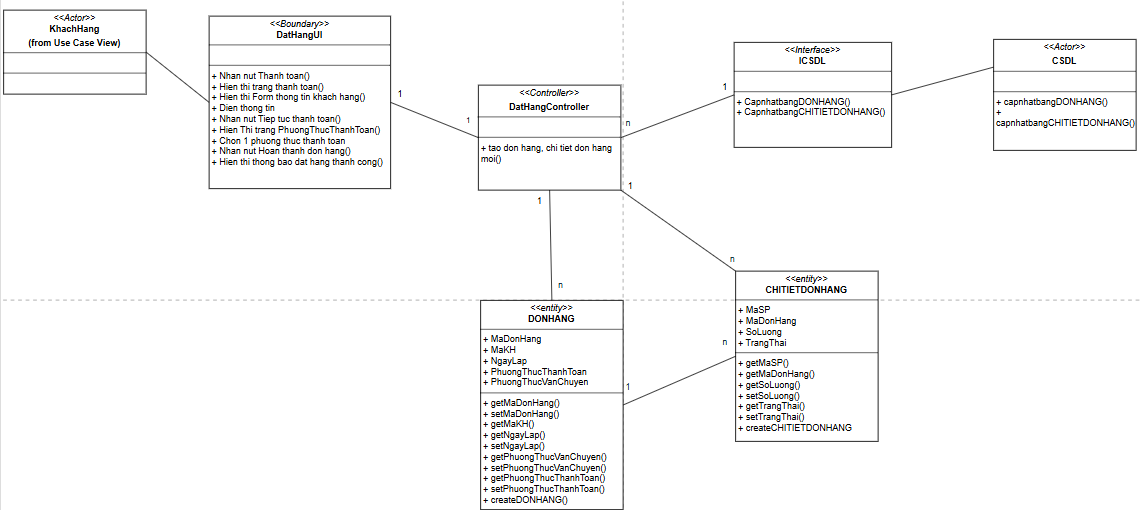 <<Actor>>
KhachHang
(from Use Case View)
<<Boundary>>
DatHangUI
+ Nhan nut Thanh toan()
+ Hien thi trang thanh toan()
+ Hien thi Form thong tin khach hang()
+ Dien thong tin
+ Nhan nut Tiep tuc thanh toan()
+ Hien Thi trang PhuongThucThanhToan()
+ Chon 1 phuong thuc thanh toan
+ Nhan nut Hoan thanh don hang()
+ Hien thi thong bao dat hang thanh cong()
1
1
<<Controller>>
DatHangController
+ tao don hang, chi tiet don hang
moi()
n
1
<<Interface>>
ICSDL
+ CapnhatbangDONHANG()
+ CapnhatbangCHITIETDONHANG()
<<Actor>>
CSDL
+ capnhatbangDONHANG()
+
capnhatbangCHITIETDONHANG()
1
n
1
n
<<entity>>
DONHANG
+ MaDonHang
+ MaKH
+ NgayLap
+ PhuongThucThanhToan
+ PhuongThucVanChuyen
+ getMaDonHang()
+ setMaDonHang()
+ getMaKH()
+ getNgayLap()
+ setNgayLap()
+ getPhuongThucVanChuyen()
+ setPhuongThucVanChuyen()
+ getPhuongThucThanhToan()
+ setPhuongThucThanhToan()
+ createDONHANG()
1
n
<<entity>>
CHITIETDONHANG
+ MaSP
+ MaDonHang
+ SoLuong
+ TrangThai
+ getMaSP()
+ getMaDonHang()
+ getSoLuong()
+ setSoLuong()
+ getTrangThai()
+ setTrangThai()
+ createCHITIETDONHANG